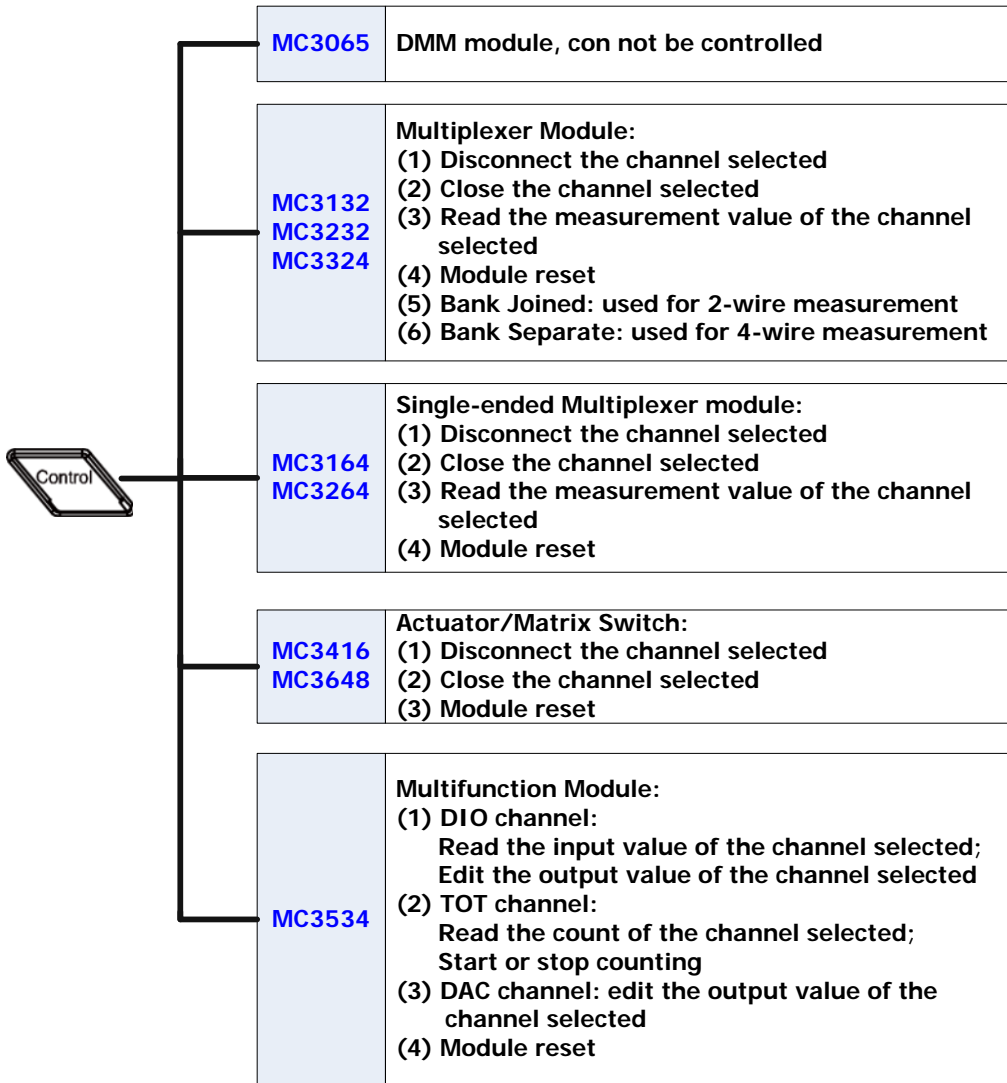 Control
MC3065
DMM module, con not be controlled
MC3132
MC3232
MC3324
Multiplexer Module:
(1) Disconnect the channel selected
(2) Close the channel selected
(3) Read the measurement value of the channel
selected
(4) Module reset
(5) Bank Joined: used for 2-wire measurement
(6) Bank Separate: used for 4-wire measurement
MC3164
MC3264
Single-ended Multiplexer module:
(1) Disconnect the channel selected
(2) Close the channel selected
(3) Read the measurement value of the channel
selected
(4) Module reset
MC3416
MC3648
Actuator/Matrix Switch:
(1) Disconnect the channel selected
(2) Close the channel selected
(3) Module reset
MC3534
Multifunction Module:
(1) DIO channel:
Read the input value of the channel selected;
Edit the output value of the channel selected
(2) TOT channel:
Read the count of the channel selected;
Start or stop counting
(3) DAC channel: edit the output value of the
channel selected
(4) Module reset